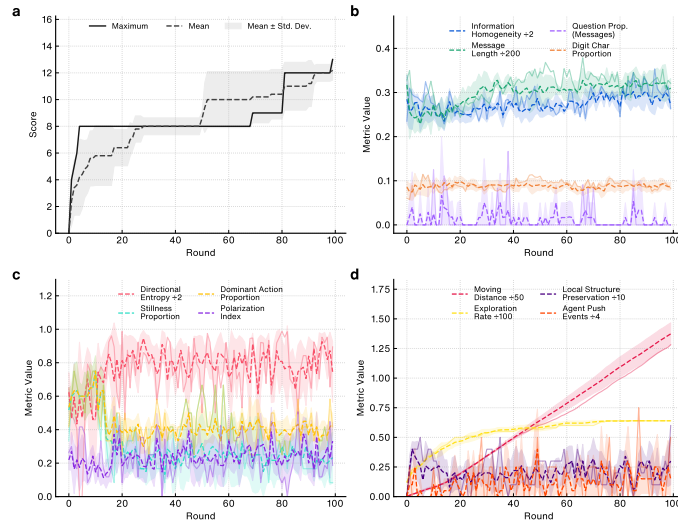 a
Maximum
Mean
Mean ± Std. Dev.
16
14
12
10
8
6
4
2
0
Score
0
20
40
60
80
100
Round
b
Information
Homogeneity ÷2
Message
Length ÷200
Question Prop.
(Messages)
Digit Char
Proportion
0.4
0.3
0.2
0.1
0.0
Metric Value
0
20
40
60
80
100
Round
c
Directional
Entropy ÷2
Stillness
Proportion
Dominant Action
Proportion
Polarization
Index
1.2
1.0
0.8
0.6
0.4
0.2
0.0
Metric Value
0
20
40
60
80
100
Round
d
Moving
Distance ÷50
Exploration
Rate ÷100
Local Structure
Preservation ÷10
Agent Push
Events ÷4
1.75
1.50
1.25
1.00
0.75
0.50
0.25
0.00
Metric Value
0
20
40
60
80
100
Round